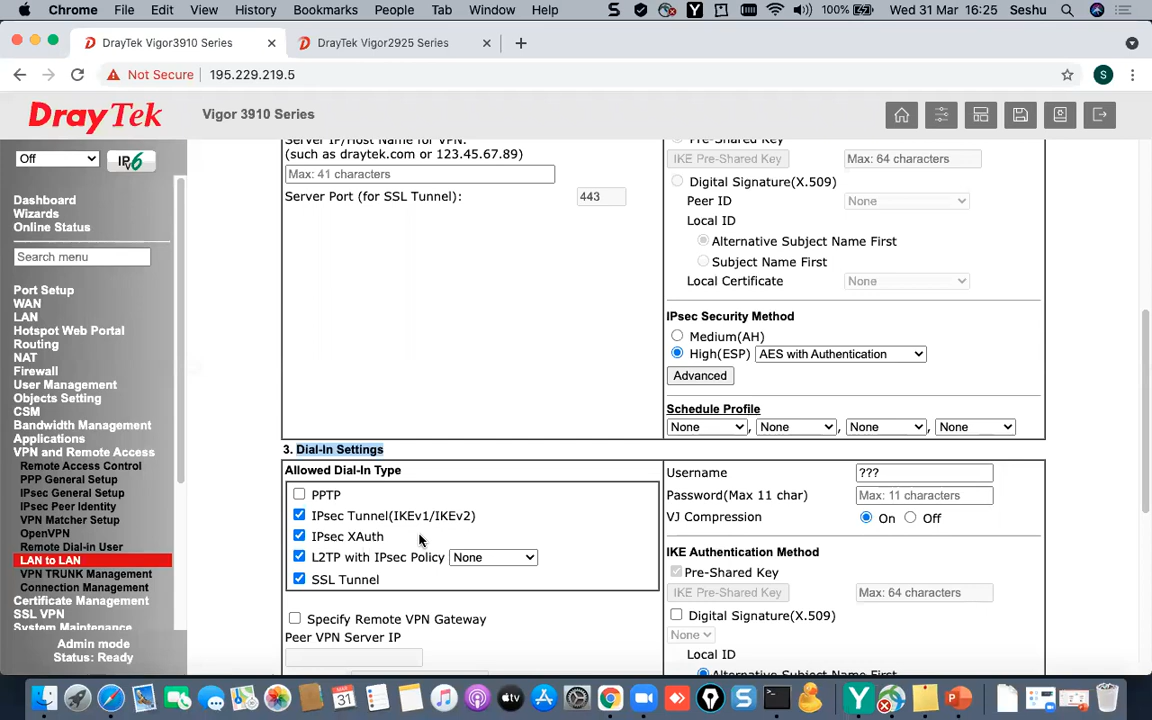 Chrome File Edit View History Bookmarks People Tab Window Help 100% Wed 31 Mar 16:25 Seshu
DrayTek Vigor3910 Series DrayTek Vigor2925 Series
Not Secure 195.229.219.5 S
DrayTek Vigor 3910 Series
Off IPv6
Dashboard
Wizards
Online Status
Search menu
Port Setup
WAN
LAN
Hotspot Web Portal
Routing
NAT
Firewall
User Management
Objects Setting
CSM
Bandwidth Management
Applications
VPN and Remote Access
Remote Access Control
PPP General Setup
IPsec General Setup
IPsec Peer Identity
VPN Matcher Setup
OpenVPN
Remote Dial-in User
LAN to LAN
VPN TRUNK Management
Connection Management
Certificate Management
SSL VPN
System Maintenance
Admin mode
Status: Ready
Server IP/Host Name for VPN.
(such as draytek.com or 123.45.67.89)
Max: 41 characters
Server Port (for SSL Tunnel): 443
Pre-Shared Key
IKE Pre-Shared Key Max: 64 characters
Digital Signature(X.509)
Peer ID None
Local ID
Alternative Subject Name First
Subject Name First
Local Certificate None
IPsec Security Method
Medium(AH)
High(ESP) AES with Authentication
Advanced
Schedule Profile
None , None , None , None
3. Dial-In Settings
Allowed Dial-In Type
PPTP
IPsec Tunnel(IKEv1/IKEv2)
IPsec XAuth
L2TP with IPsec Policy None
SSL Tunnel
Specify Remote VPN Gateway
Peer VPN Server IP
Username ???
Password(Max 11 char) Max: 11 characters
VJ Compression On Off
IKE Authentication Method
Pre-Shared Key
IKE Pre-Shared Key Max: 64 characters
Digital Signature(X.509)
None
Local ID
Alternative Subject Name First